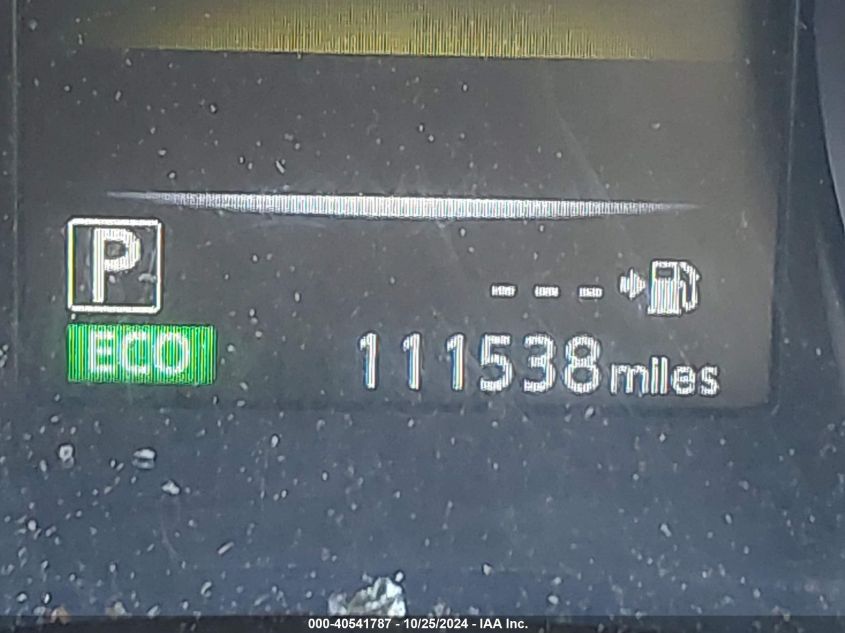 P
---
ECO
111538 miles
000-40541787 - 10/25/2024 - IAA Inc.